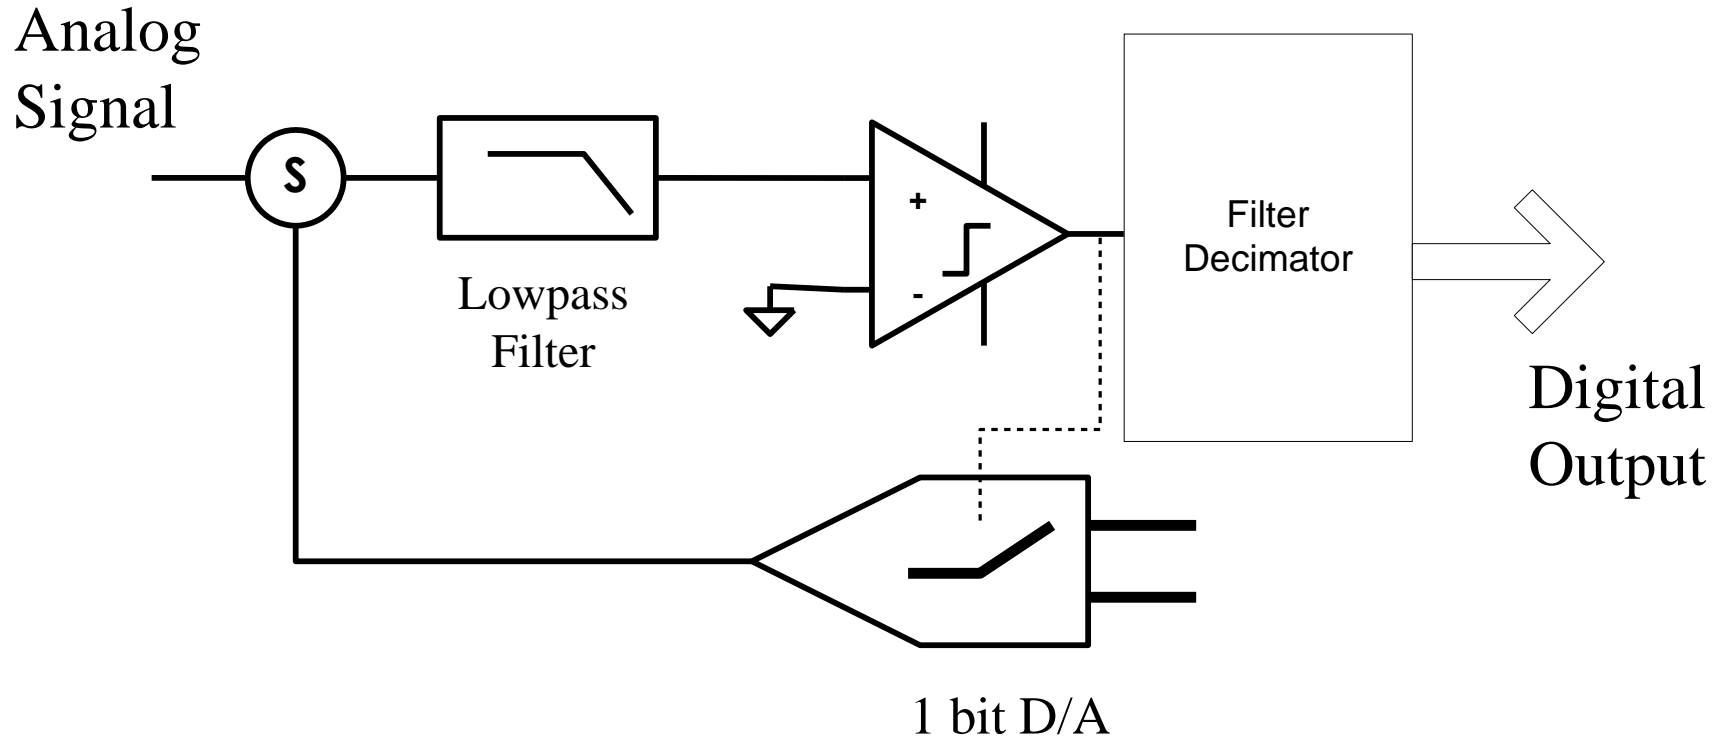 Analog
Signal
S
+
-
Lowpass
Filter
Filter
Decimator
Digital
Output
1 bit D/A